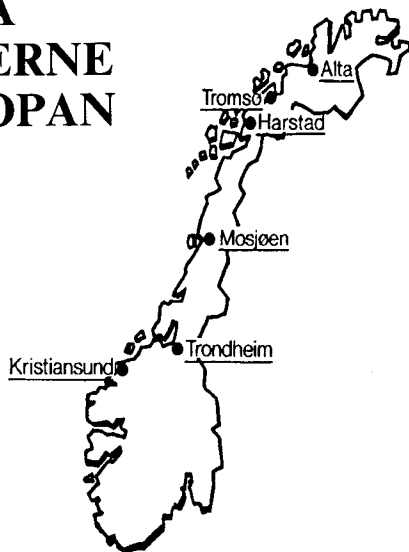 A
ERNE
OPAN
Alta
Tromsø
Harstad
Mosjøen
Trondheim
Kristiansund